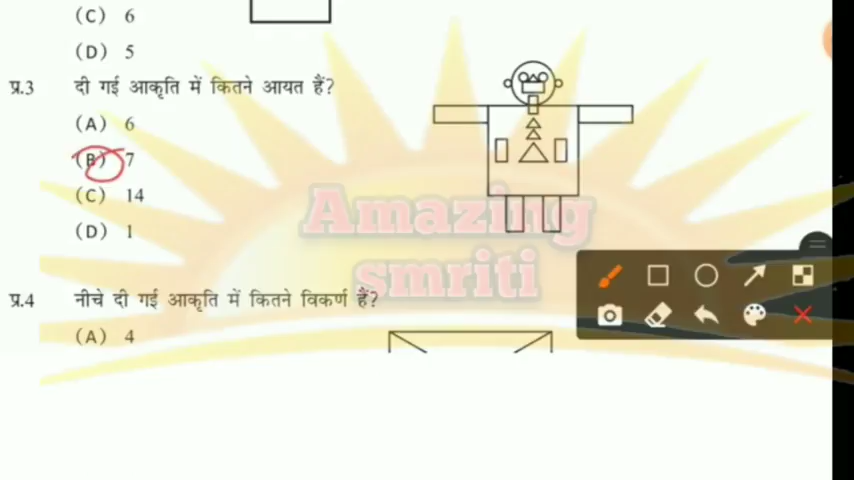 (C) 6
(D) 5
प्र.3 दी गई आकृति में कितने आयत हैं?
(A) 6
(B) 7
(C) 14
(D) 1
Amazing
smriti
प्र.4 नीचे दी गई आकृति में कितने विकर्ण हैं?
(A) 4